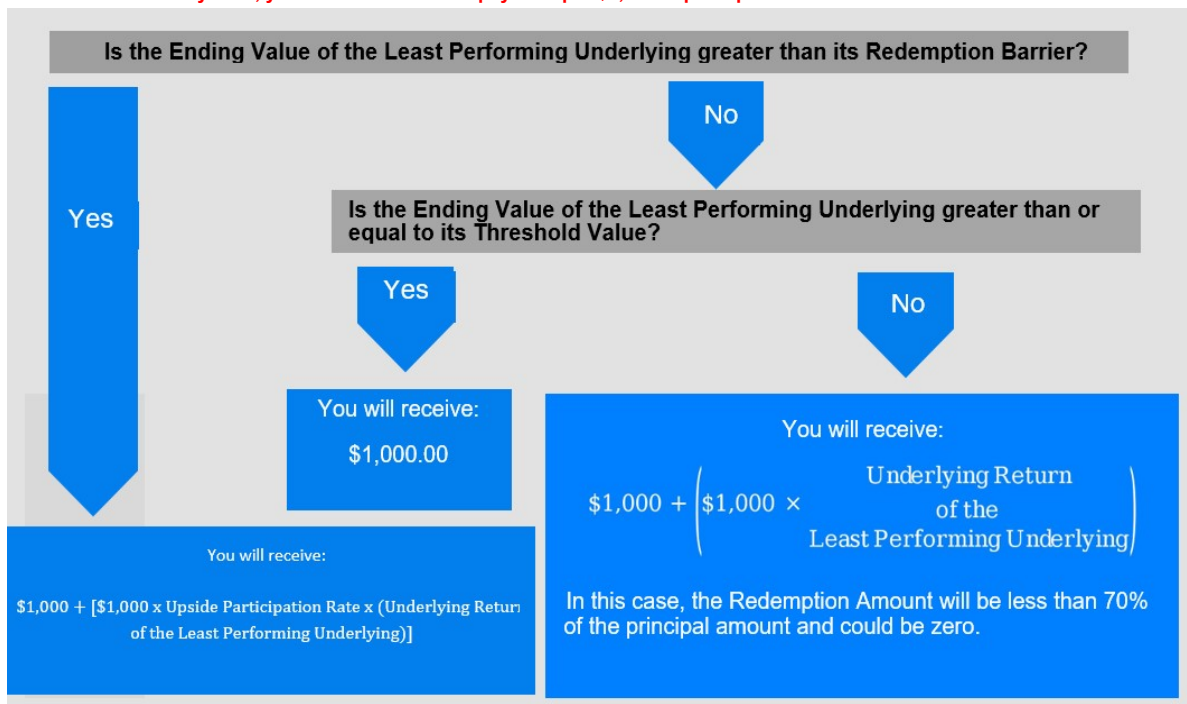 Is the Ending Value of the Least Performing Underlying greater than its Redemption Barrier?
No
Yes
Is the Ending Value of the Least Performing Underlying greater than or
equal to its Threshold Value?
Yes
No
You will receive:
$1,000.00
You will receive:
$1,000 + ($1,000 × Underlying Return
of the
Least Performing Underlying)
In this case, the Redemption Amount will be less than 70%
of the principal amount and could be zero.
You will receive:
$1,000 + [$1,000 x Upside Participation Rate x (Underlying Retur
of the Least Performing Underlying)]